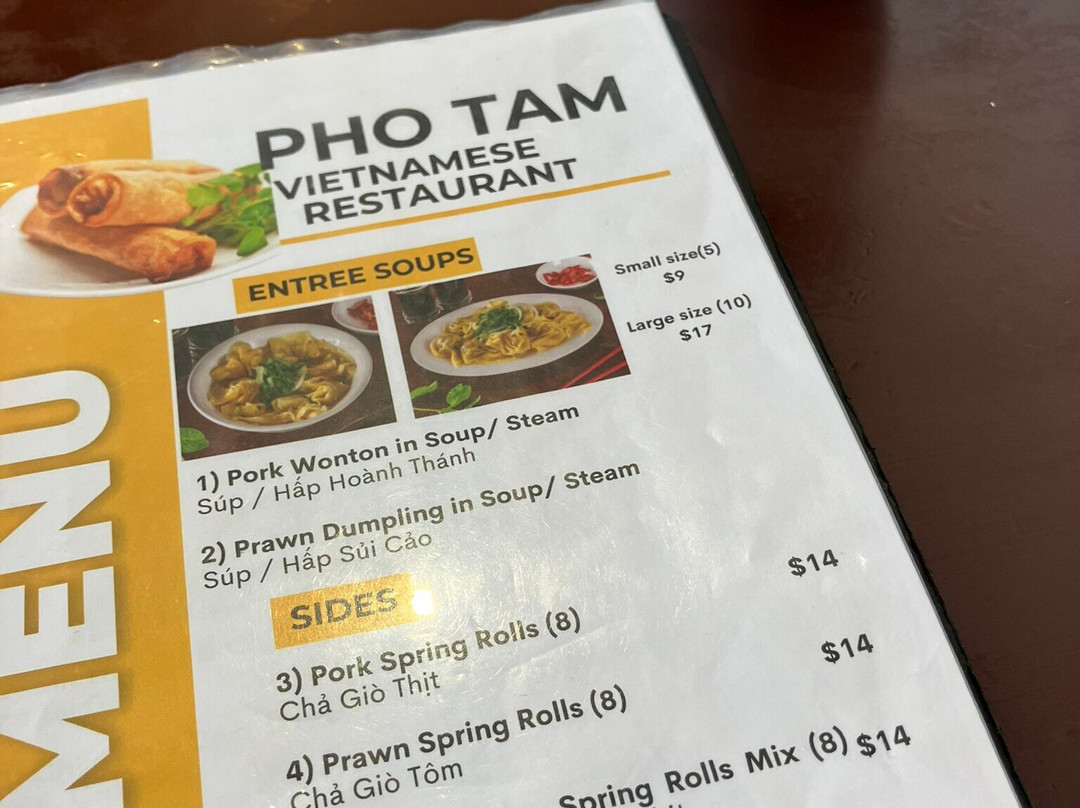 PHO TAM
VIETNAMESE
RESTAURANT
ENTREE SOUPS
Small size(5)
$9
Large size (10)
$17
1) Pork Wonton in Soup/ Steam
Súp / Hấp Hoành Thánh
2) Prawn Dumpling in Soup/ Steam
Súp / Hấp Sủi Cảo
SIDES
3) Pork Spring Rolls (8) $14
Chả Giò Thịt
4) Prawn Spring Rolls (8) $14
Chả Giò Tôm
Spring Rolls Mix (8) $14
MENU